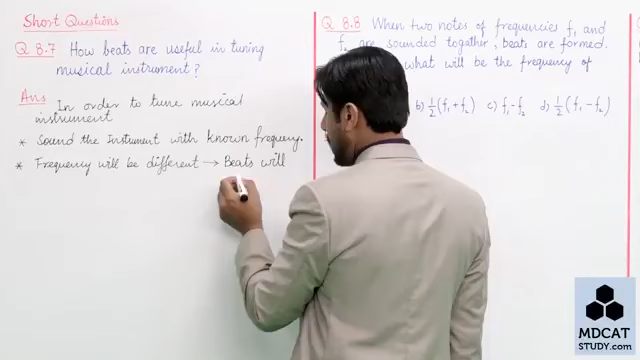 Short Questions
Q 8.7 How beats are useful in tuning
musical instrument?
Ans In order to tune musical
instrument
* Sound the Instrument with known frequency.
* Frequency will be different → Beats will
Q 8.8 When two notes of frequencies f₁ and
f₂ are sounded together, beats are formed.
what will be the frequency of
b) 1/2 (f₁ + f₂) c) f₁ - f₂ d) 1/2 (f₁ - f₂)
MDCAT
STUDY.com